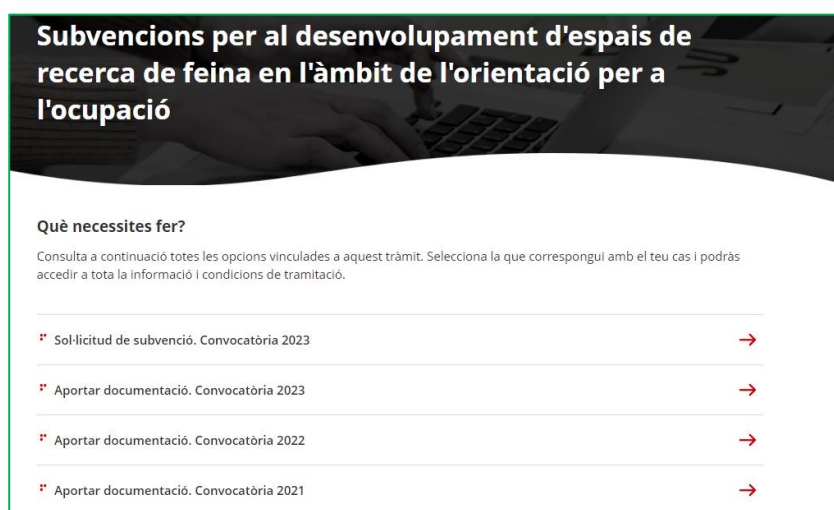 Subvencions per al desenvolupament d'espais de
recerca de feina en l'àmbit de l'orientació per a
l'ocupació
Què necessites fer?
Consulta a continuació totes les opcions vinculades a aquest tràmit. Selecciona la que correspongui amb el teu cas i podràs
accedir a tota la informació i condicions de tramitació.
Sol·licitud de subvenció. Convocatòria 2023
Aportar documentació. Convocatòria 2023
Aportar documentació. Convocatòria 2022
Aportar documentació. Convocatòria 2021